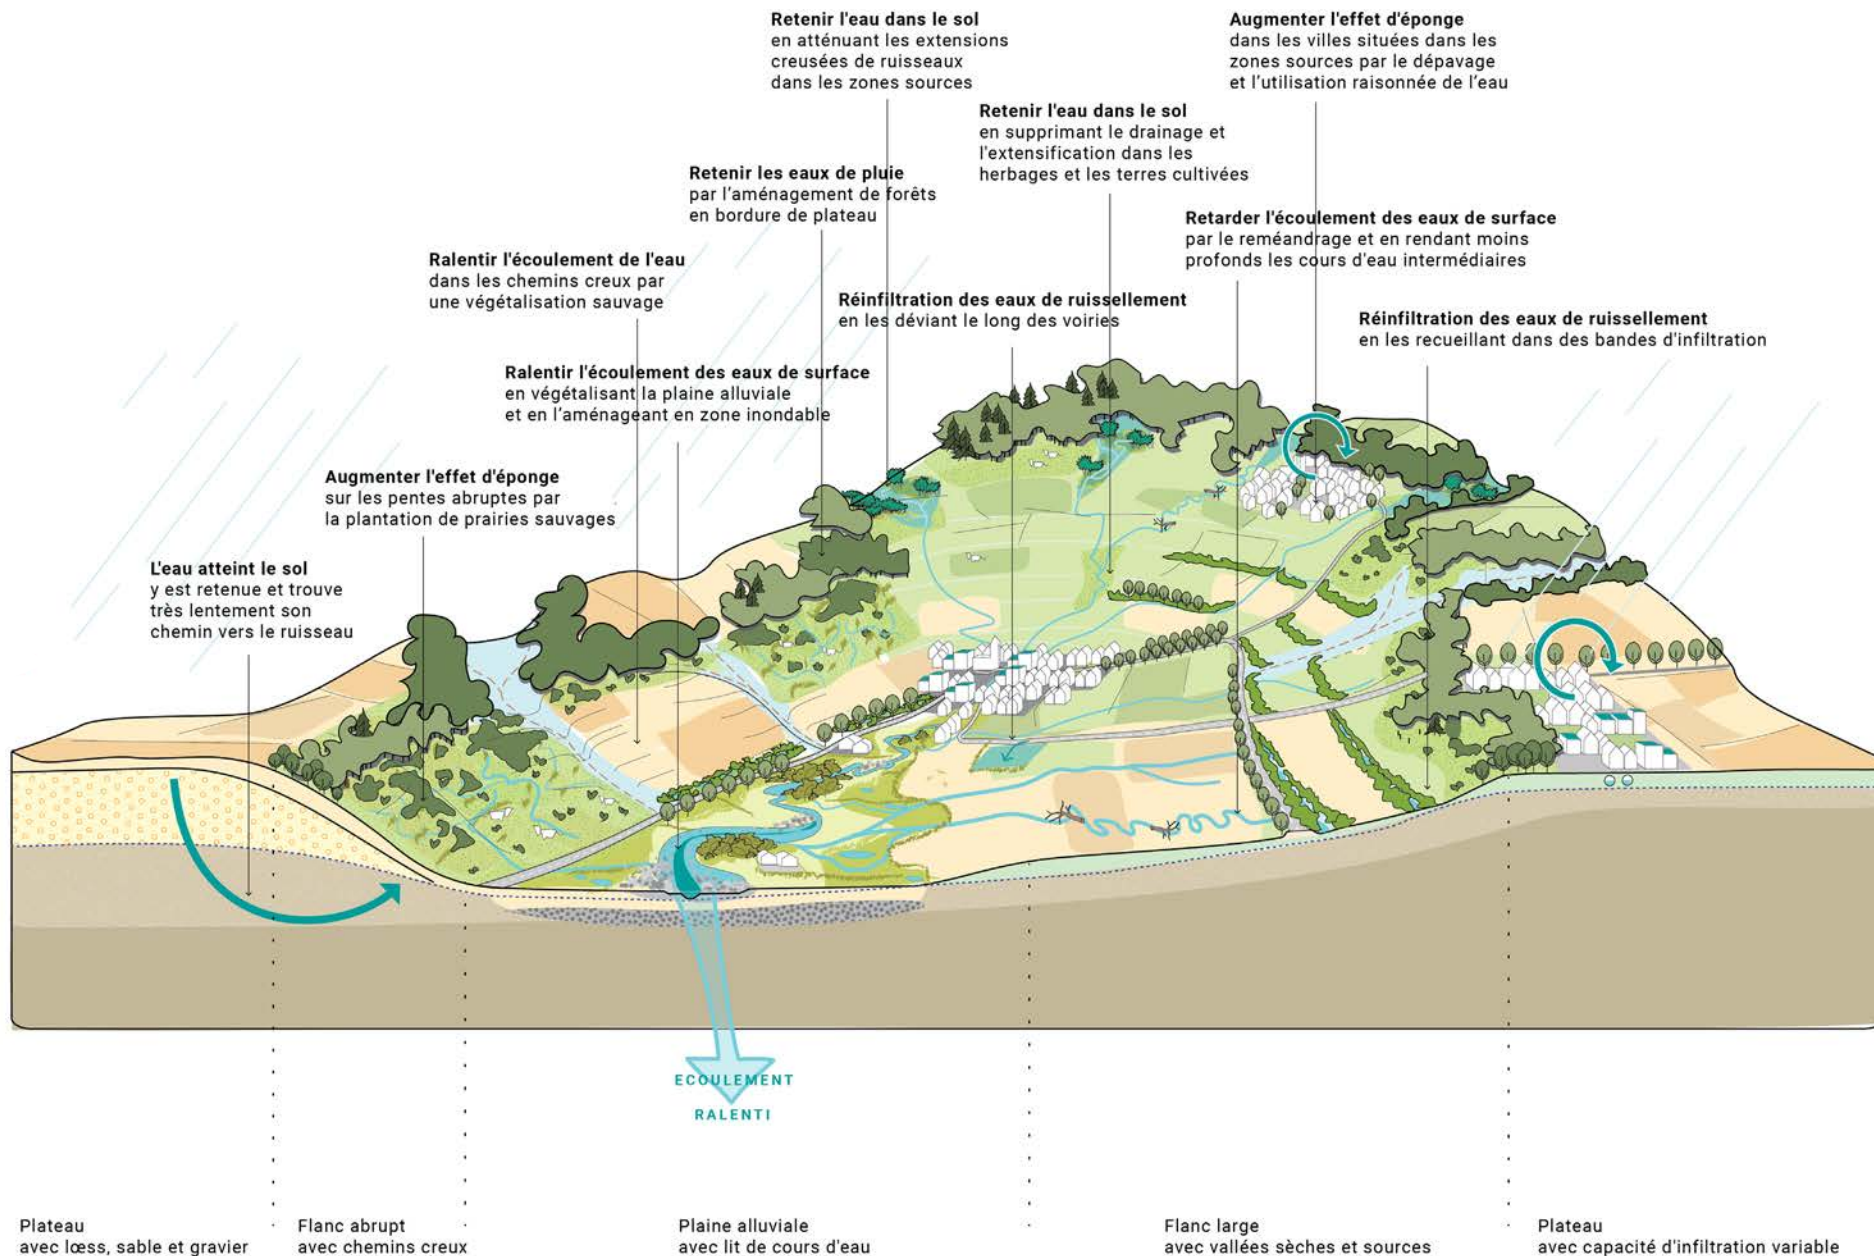 Retenir l'eau dans le sol
en atténuant les extensions
creusées de ruisseaux
dans les zones sources
Augmenter l'effet d'éponge
dans les villes situées dans les
zones sources par le dépavage
et l'utilisation raisonnée de l'eau
Retenir l'eau dans le sol
en supprimant le drainage et
l'extensification dans les
herbages et les terres cultivées
Retenir les eaux de pluie
par l'aménagement de forêts
en bordure de plateau
Retarder l'écoulement des eaux de surface
par le reméandrage et en rendant moins
profonds les cours d'eau intermédiaires
Ralentir l'écoulement de l'eau
dans les chemins creux par
une végétalisation sauvage
Réinfiltration des eaux de ruissellement
en les déviant le long des voiries
Réinfiltration des eaux de ruissellement
en les recueillant dans des bandes d'infiltration
Ralentir l'écoulement des eaux de surface
en végétalisant la plaine alluviale
et en l'aménageant en zone inondable
Augmenter l'effet d'éponge
sur les pentes abruptes par
la plantation de prairies sauvages
L'eau atteint le sol
y est retenue et trouve
très lentement son
chemin vers le ruisseau
ECOULEMENT
RALENTI
Plateau
avec lœss, sable et gravier
Flanc abrupt
avec chemins creux
Plaine alluviale
avec lit de cours d'eau
Flanc large
avec vallées sèches et sources
Plateau
avec capacité d'infiltration variable